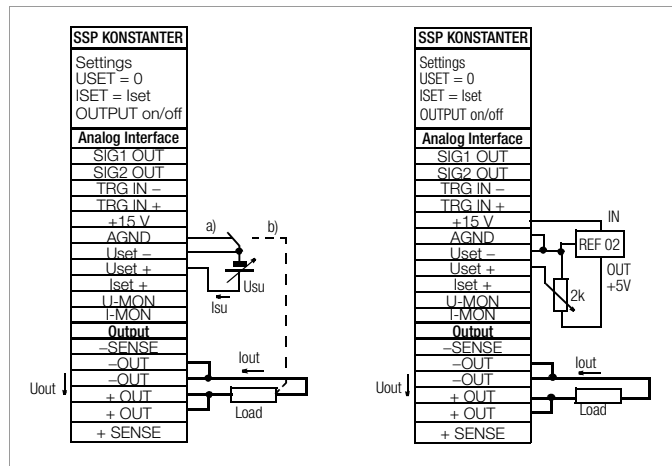 SSP KONSTANTER
Settings
USET = 0
ISET = Iset
OUTPUT on/off
Analog Interface
SIG1 OUT
SIG2 OUT
TRG IN –
TRG IN +
+15 V
AGND
Uset –
Uset +
Iset +
U-MON
I-MON
Output
–SENSE
–OUT
–OUT
+ OUT
+ OUT
+ SENSE
a)
b)
Usu
Isu
Iout
Uout
Load
SSP KONSTANTER
Settings
USET = 0
ISET = Iset
OUTPUT on/off
Analog Interface
SIG1 OUT
SIG2 OUT
TRG IN –
TRG IN +
+15 V
AGND
Uset –
Uset +
Iset +
U-MON
I-MON
Output
–SENSE
–OUT
–OUT
+ OUT
+ OUT
+ SENSE
IN
REF 02
OUT
+5V
2k
Iout
Uout
Load